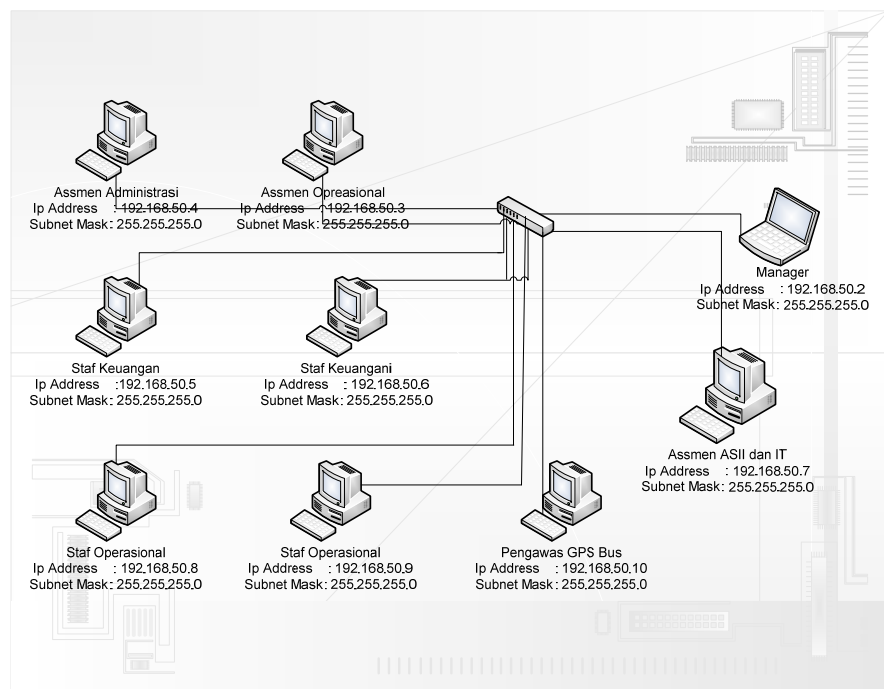 Assmen Administrasi
Ip Address : 192.168.50.4
Subnet Mask: 255.255.255.0
Assmen Opreasional
Ip Address : 192.168.50.3
Subnet Mask: 255.255.255.0
Manager
Ip Address : 192.168.50.2
Subnet Mask: 255.255.255.0
Staf Keuangan
Ip Address :192.168.50.5
Subnet Mask: 255.255.255.0
Staf Keuangani
Ip Address : 192.168.50.6
Subnet Mask: 255.255.255.0
Assmen ASII dan IT
Ip Address : 192.168.50.7
Subnet Mask: 255.255.255.0
Staf Operasional
Ip Address : 192.168.50.8
Subnet Mask: 255.255.255.0
Staf Operasional
Ip Address : 192.168.50.9
Subnet Mask: 255.255.255.0
Pengawas GPS Bus
Ip Address : 192.168.50.10
Subnet Mask: 255.255.255.0